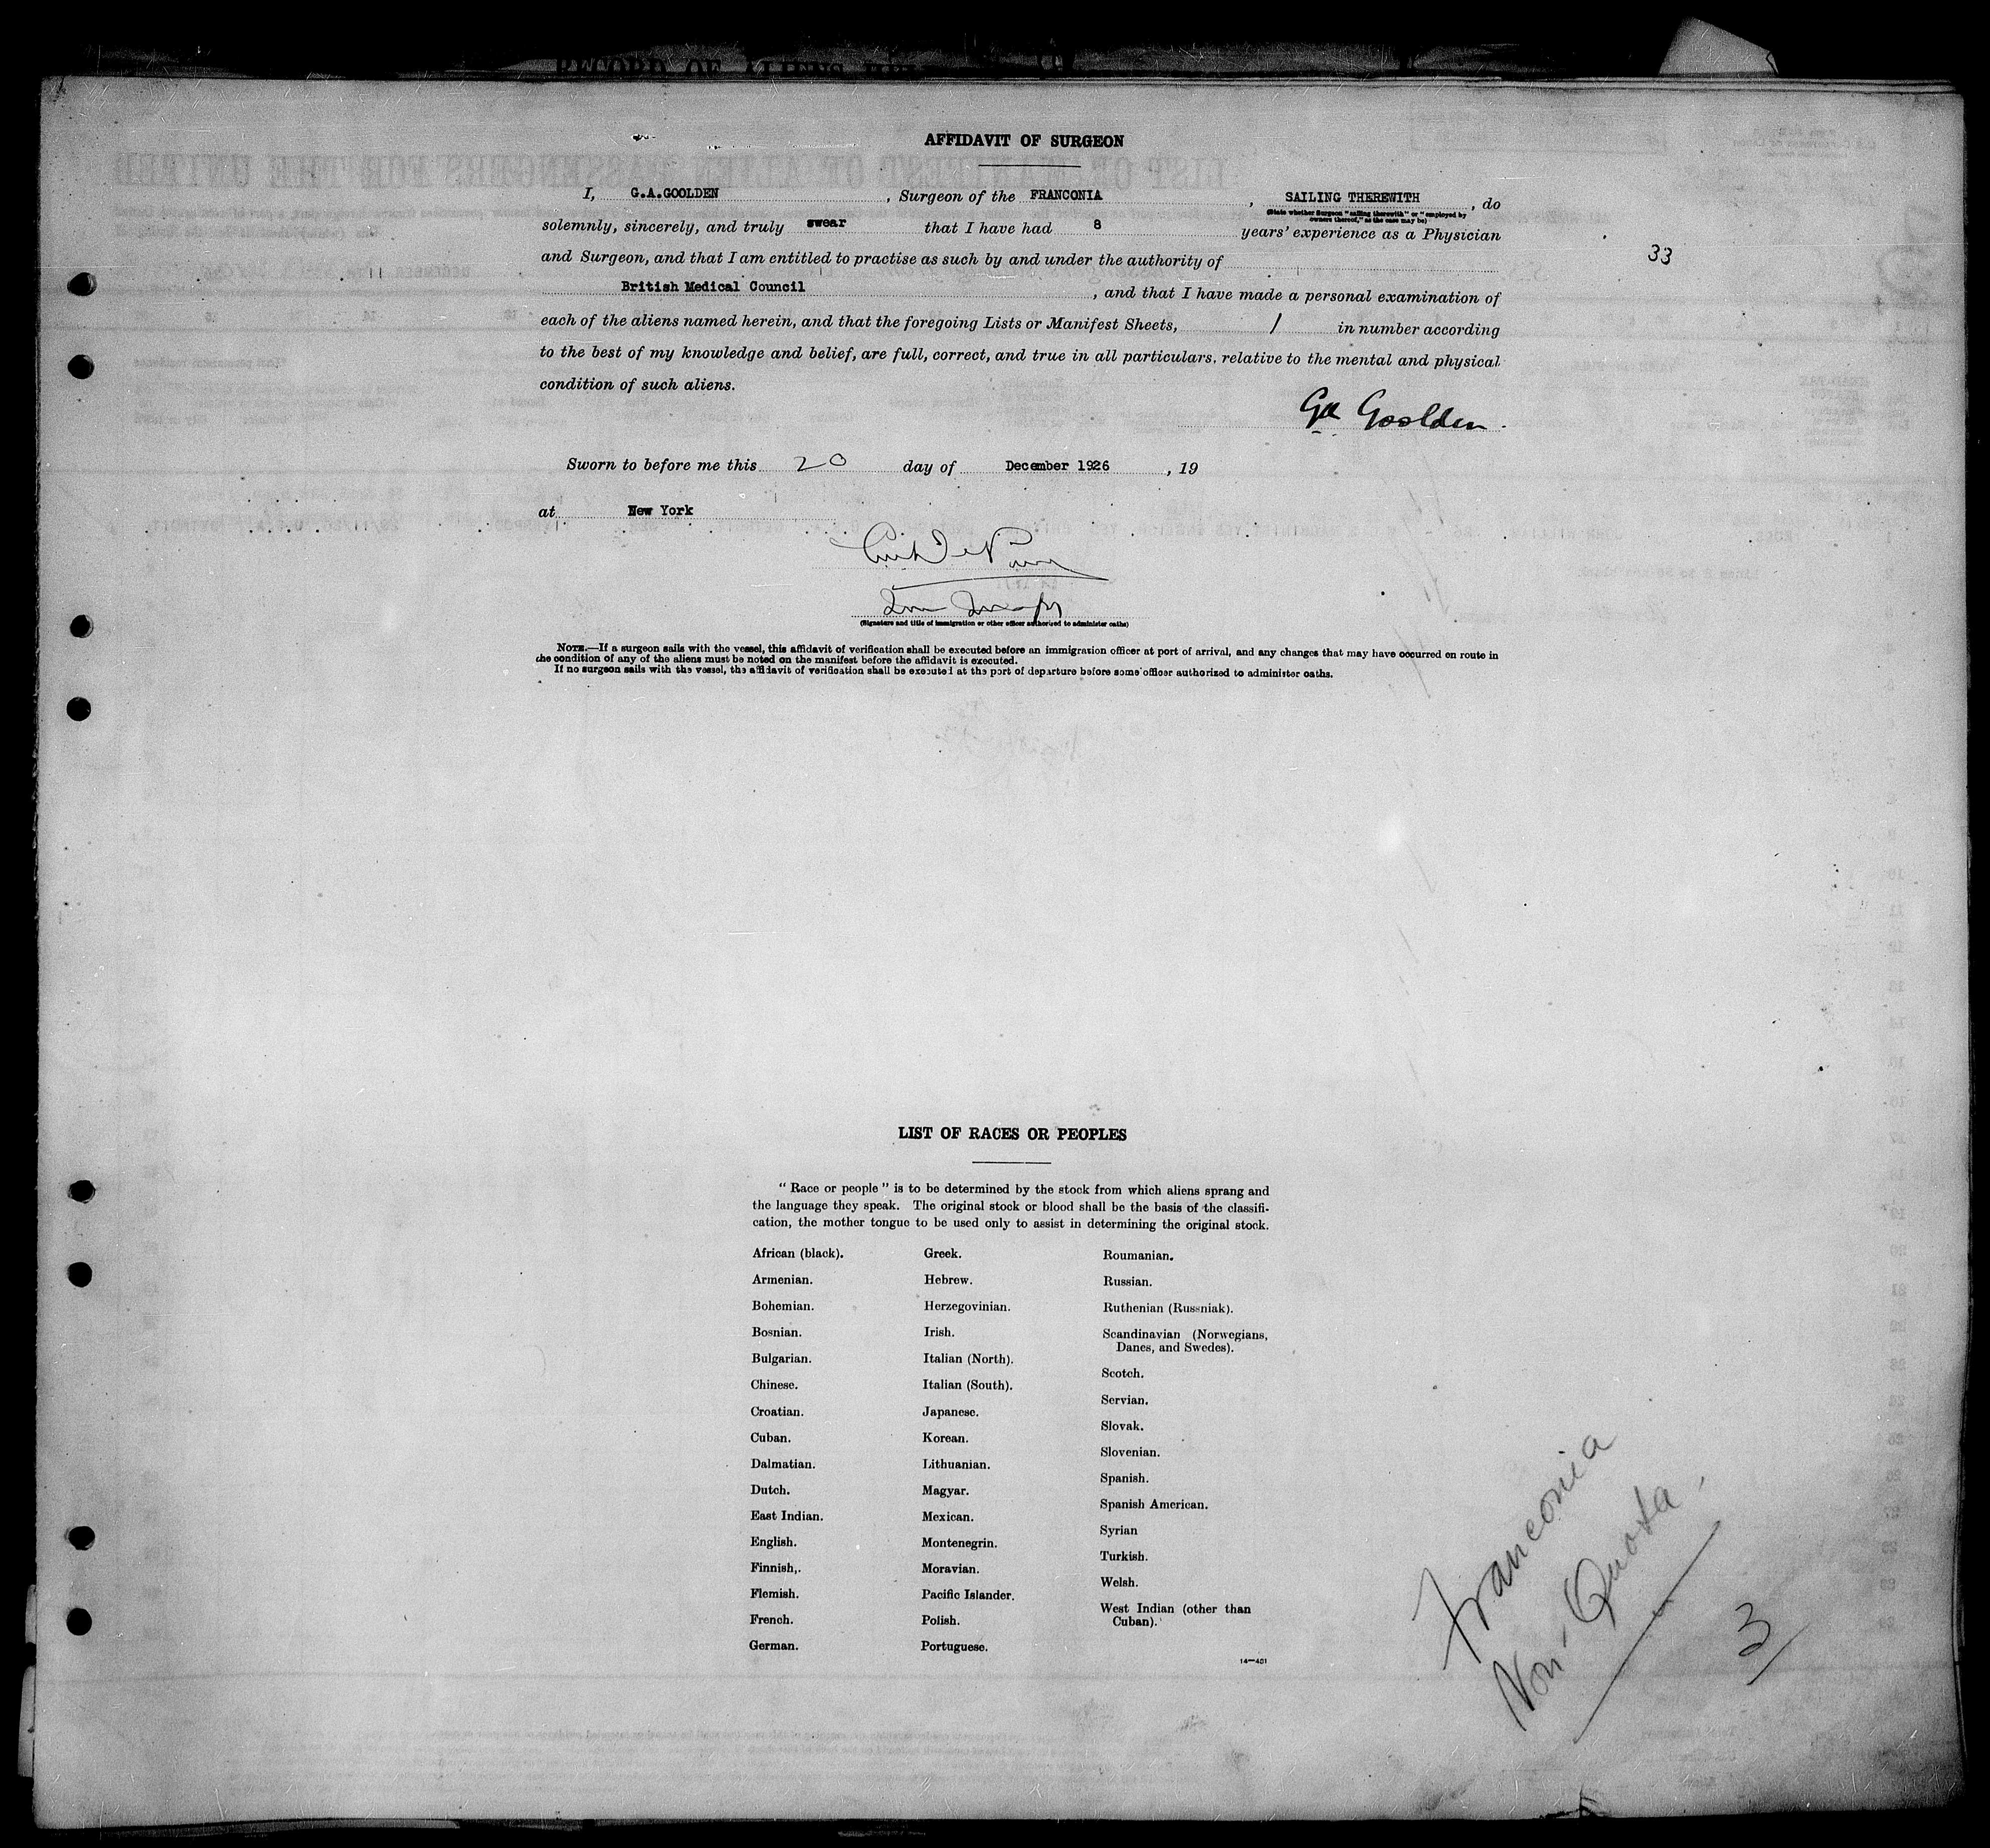 AFFIDAVIT OF SURGEON
I, G.A.GOOLDEN, Surgeon of the FRANCONIA, SAILING THEREWITH, do
(State whether Surgeon "sailing therewith" or "employed by
owners thereof," as the case may be)
solemnly, sincerely, and truly swear that I have had 8 years' experience as a Physician
33
and Surgeon, and that I am entitled to practise as such by and under the authority of
British Medical Council, and that I have made a personal examination of
each of the aliens named herein, and that the foregoing Lists or Manifest Sheets, 1 in number according
to the best of my knowledge and belief, are full, correct, and true in all particulars, relative to the mental and physical
condition of such aliens.
GA Goolden.
Sworn to before me this 20 day of December 1926, 19
at New York
(Signature and title of immigration or other officer authorized to administer oaths)
NOTE.—If a surgeon sails with the vessel, this affidavit of verification shall be executed before an immigration officer at port of arrival, and any changes that may have occurred en route in
the condition of any of the aliens must be noted on the manifest before the affidavit is executed.
If no surgeon sails with the vessel, the affidavit of verification shall be executed at the port of departure before some officer authorized to administer oaths.
LIST OF RACES OR PEOPLES
"Race or people" is to be determined by the stock from which aliens sprang and
the language they speak. The original stock or blood shall be the basis of the classifi-
cation, the mother tongue to be used only to assist in determining the original stock.
African (black).
Armenian.
Bohemian.
Bosnian.
Bulgarian.
Chinese.
Croatian.
Cuban.
Dalmatian.
Dutch.
East Indian.
English.
Finnish,.
Flemish.
French.
German.
Greek.
Hebrew.
Herzegovinian.
Irish.
Italian (North).
Italian (South).
Japanese.
Korean.
Lithuanian.
Magyar.
Mexican.
Montenegrin.
Moravian.
Pacific Islander.
Polish.
Portuguese.
Roumanian.
Russian.
Ruthenian (Russniak).
Scandinavian (Norwegians,
Danes, and Swedes).
Scotch.
Servian.
Slovak.
Slovenian.
Spanish.
Spanish American.
Syrian
Turkish.
Welsh.
West Indian (other than
Cuban).
14—401
Franconia
Non-Quota.
3